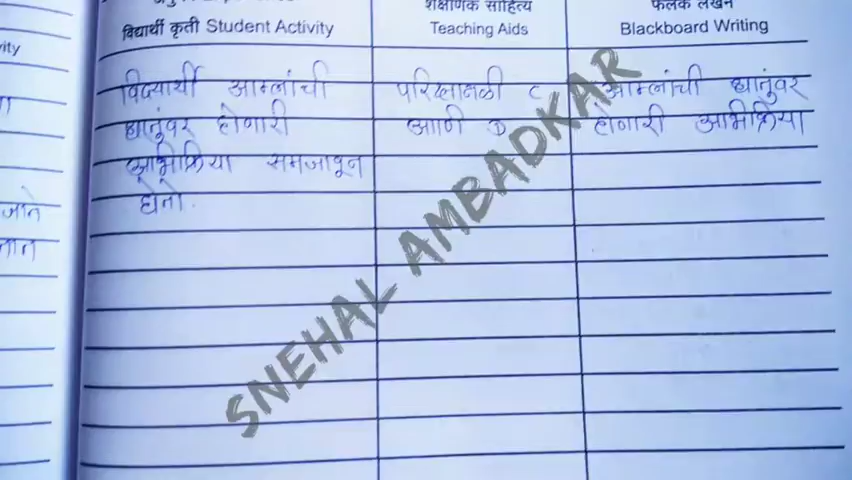 शैक्षणिक साहित्य
फलक लेखन
विद्यार्थी कृती Student Activity
Teaching Aids
Blackboard Writing
विद्यार्थी आम्लांची
धातूंवर होणारी
अभिक्रिया समजावून
घेतो.
परिक्षानळी C
आणि D
आम्लांची धातूंवर
होणारी अभिक्रिया
जाने
SNEHAL AMBADKAR